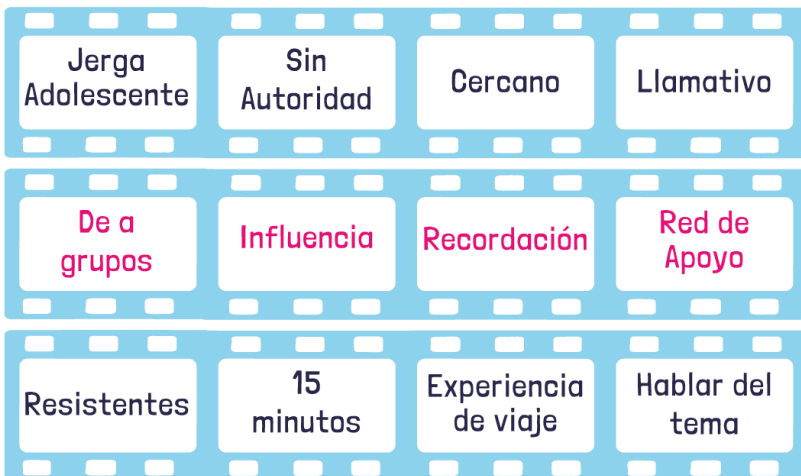 Jerga
Adolescente
Sin
Autoridad
Cercano
Llamativo
De a
grupos
Influencia
Recordación
Red de
Apoyo
Resistentes
15
minutos
Experiencia
de viaje
Hablar del
tema